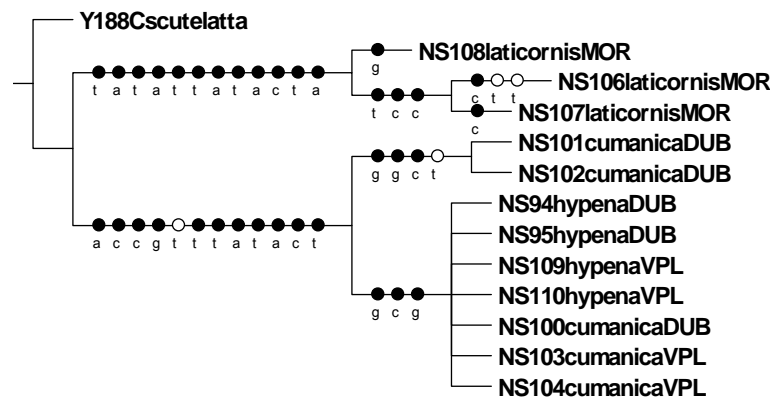 Y188Cscutelatta
NS108laticornisMOR
g
t a t a t t a t a c t a
NS106laticornisMOR
c t t
t c c
NS107laticornisMOR
c
NS101cumanicaDUB
g g c t
NS102cumanicaDUB
NS94hypenaDUB
a c c g t t t a t a c t
NS95hypenaDUB
NS109hypenaVPL
NS110hypenaVPL
g c g
NS100cumanicaDUB
NS103cumanicaVPL
NS104cumanicaVPL